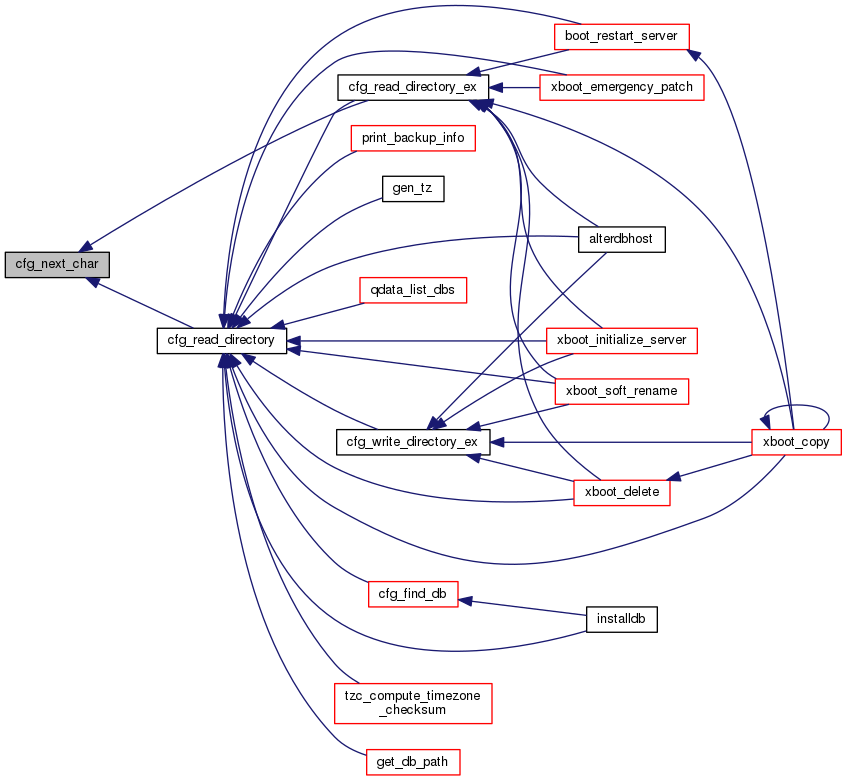 boot_restart_server
cfg_read_directory_ex
xboot_emergency_patch
print_backup_info
gen_tz
alterdbhost
cfg_next_char
qdata_list_dbs
cfg_read_directory
xboot_initialize_server
xboot_soft_rename
cfg_write_directory_ex
xboot_copy
xboot_delete
cfg_find_db
installdb
tzc_compute_timezone
_checksum
get_db_path